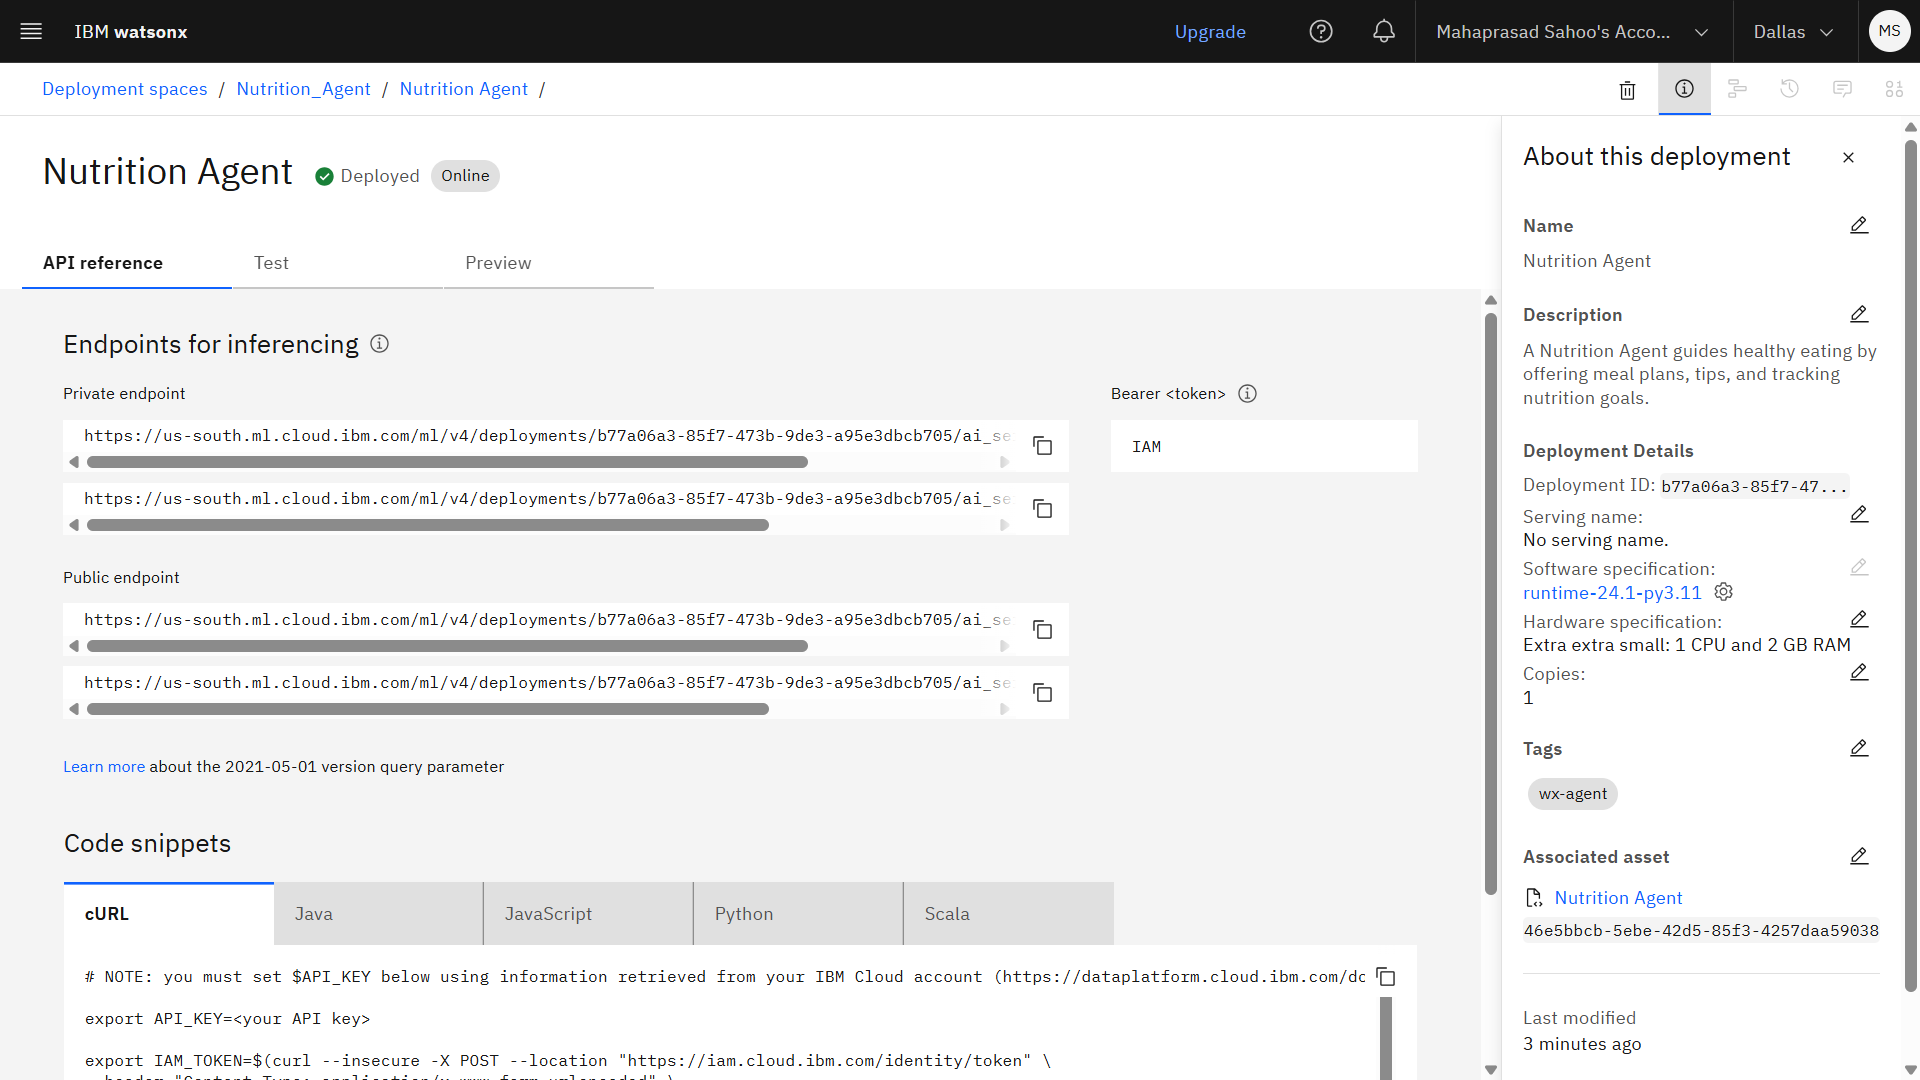 IBM watsonx
Upgrade
Mahaprasad Sahoo's Acco...
Dallas
MS
Deployment spaces / Nutrition_Agent / Nutrition Agent /
Nutrition Agent
Deployed
Online
API reference
Test
Preview
Endpoints for inferencing
Private endpoint
https://us-south.ml.cloud.ibm.com/ml/v4/deployments/b77a06a3-85f7-473b-9de3-a95e3dbcb705/ai_se
https://us-south.ml.cloud.ibm.com/ml/v4/deployments/b77a06a3-85f7-473b-9de3-a95e3dbcb705/ai_se
Bearer <token>
IAM
Public endpoint
https://us-south.ml.cloud.ibm.com/ml/v4/deployments/b77a06a3-85f7-473b-9de3-a95e3dbcb705/ai_se
https://us-south.ml.cloud.ibm.com/ml/v4/deployments/b77a06a3-85f7-473b-9de3-a95e3dbcb705/ai_se
Learn more about the 2021-05-01 version query parameter
Code snippets
cURL
Java
JavaScript
Python
Scala
# NOTE: you must set $API_KEY below using information retrieved from your IBM Cloud account (https://dataplatform.cloud.ibm.com/dc
export API_KEY=<your API key>
export IAM_TOKEN=$(curl --insecure -X POST --location "https://iam.cloud.ibm.com/identity/token" \
About this deployment
Name
Nutrition Agent
Description
A Nutrition Agent guides healthy eating by
offering meal plans, tips, and tracking
nutrition goals.
Deployment Details
Deployment ID: b77a06a3-85f7-47...
Serving name:
No serving name.
Software specification:
runtime-24.1-py3.11
Hardware specification:
Extra extra small: 1 CPU and 2 GB RAM
Copies:
1
Tags
wx-agent
Associated asset
Nutrition Agent
46e5bbcb-5ebe-42d5-85f3-4257daa59038
Last modified
3 minutes ago